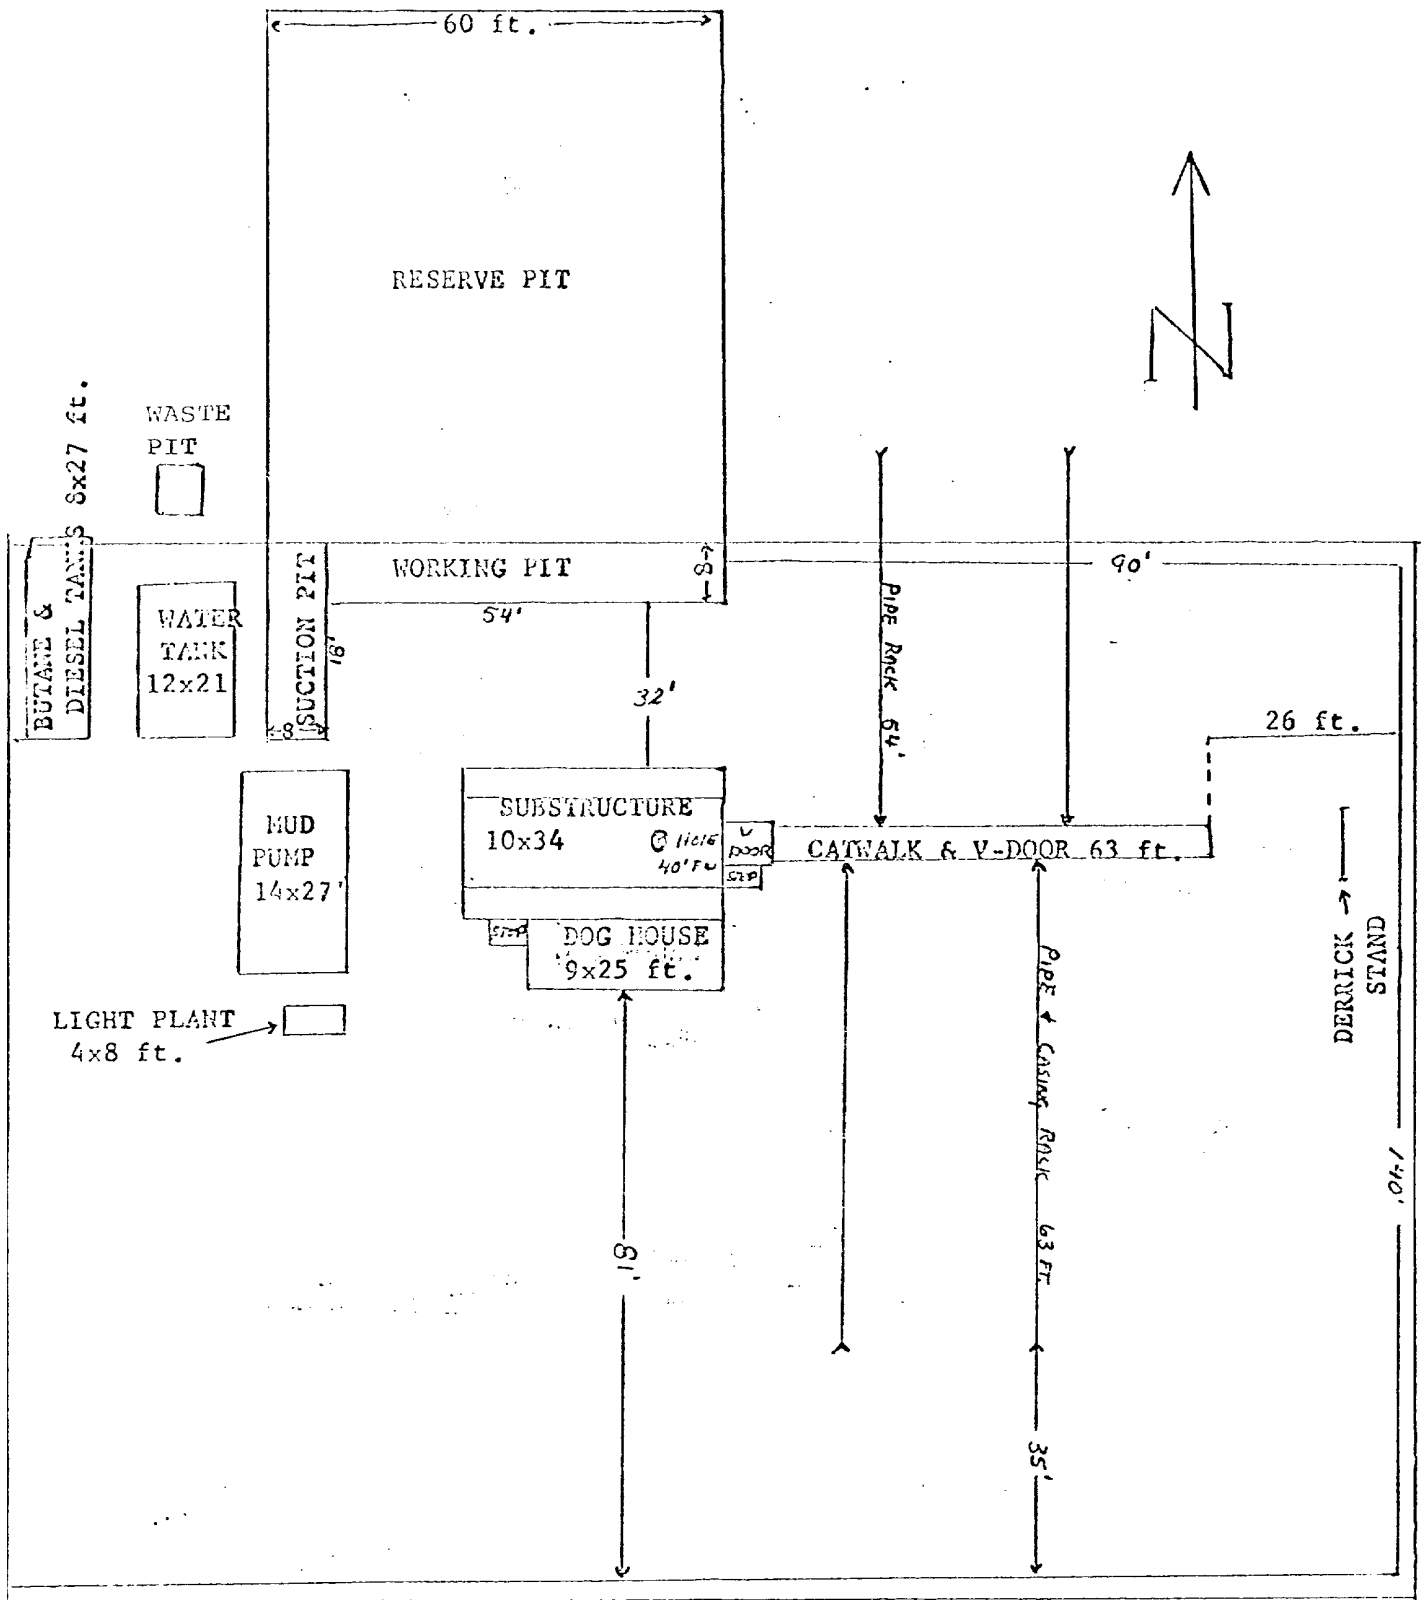 60 ft.
RESERVE PIT
N
WASTE
PIT
BUTANE &
DIESEL TANKS 8x27 ft.
WATER
TANK
12x21
SUCTION PIT
18'
8
WORKING PIT
8
54'
90'
32'
PIPE RACK 54'
26 ft.
MUD
PUMP
14x27'
SUBSTRUCTURE
10x34
HOLE
V
DOOR
CATWALK & V-DOOR 63 ft.
STEP
STEP
DOG HOUSE
9x25 ft.
DERRICK
STAND
LIGHT PLANT
4x8 ft.
PIPE & CASING RACK 63 FT.
140'
81'
35'